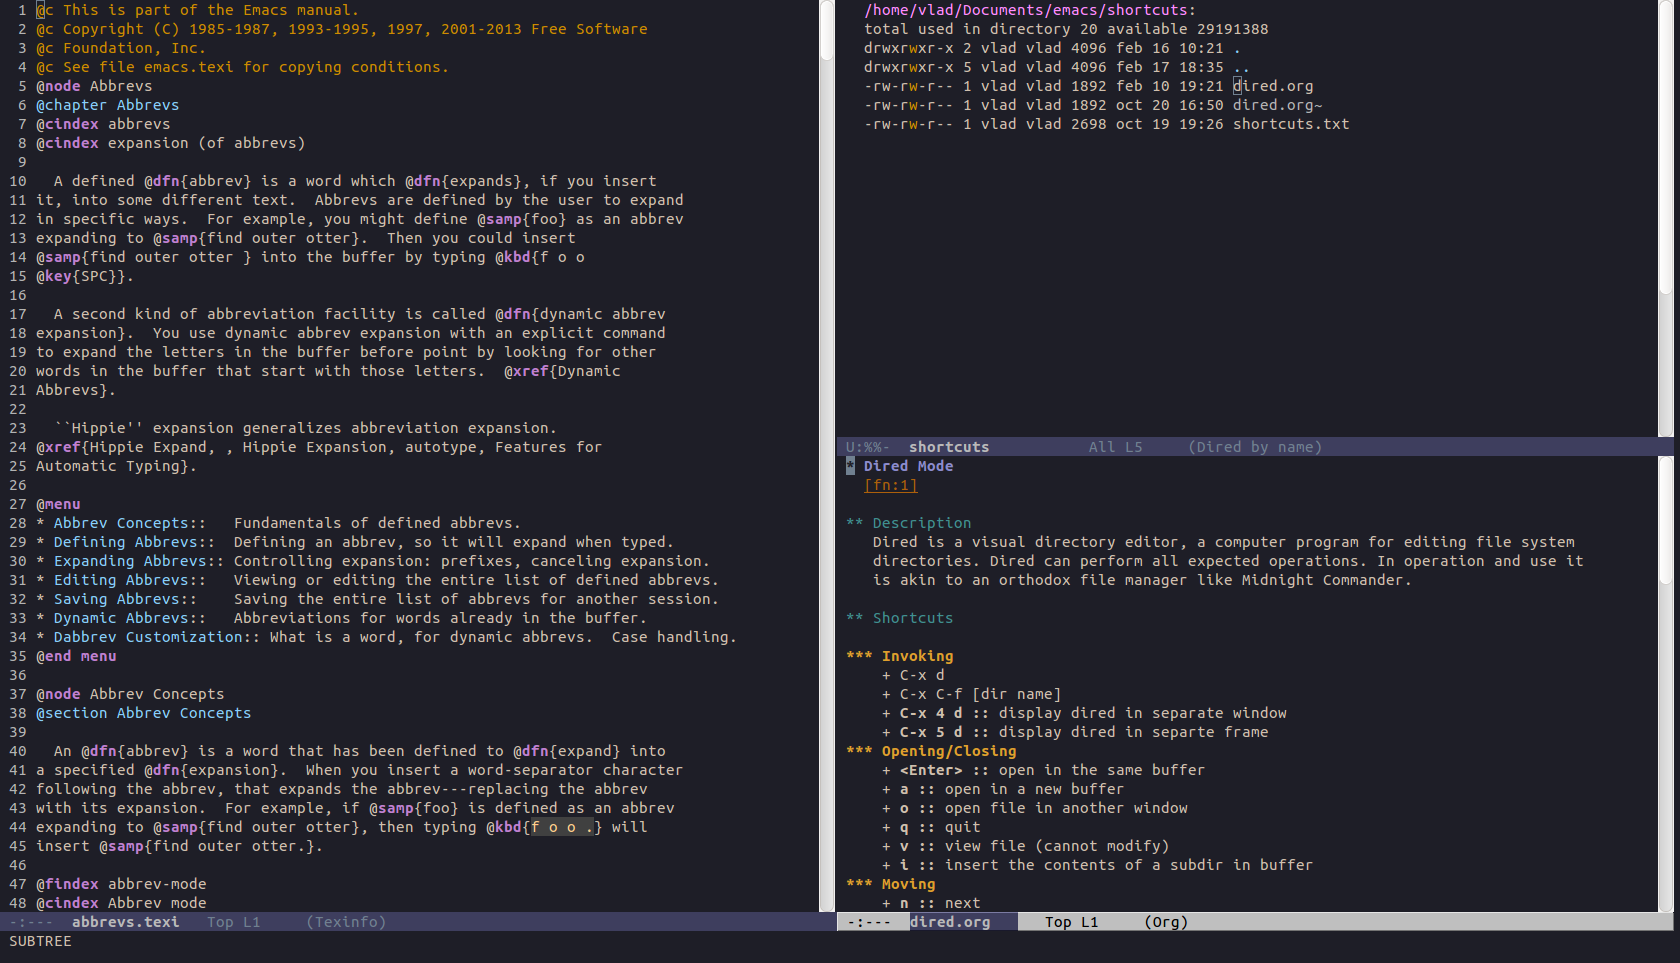 1 @c This is part of the Emacs manual.
2 @c Copyright (C) 1985-1987, 1993-1995, 1997, 2001-2013 Free Software
3 @c Foundation, Inc.
4 @c See file emacs.texi for copying conditions.
5 @node Abbrevs
6 @chapter Abbrevs
7 @cindex abbrevs
8 @cindex expansion (of abbrevs)
9
10   A defined @dfn{abbrev} is a word which @dfn{expands}, if you insert
11 it, into some different text.  Abbrevs are defined by the user to expand
12 in specific ways.  For example, you might define @samp{foo} as an abbrev
13 expanding to @samp{find outer otter}.  Then you could insert
14 @samp{find outer otter } into the buffer by typing @kbd{f o o
15 @key{SPC}}.
16
17   A second kind of abbreviation facility is called @dfn{dynamic abbrev
18 expansion}.  You use dynamic abbrev expansion with an explicit command
19 to expand the letters in the buffer before point by looking for other
20 words in the buffer that start with those letters.  @xref{Dynamic
21 Abbrevs}.
22
23   ``Hippie'' expansion generalizes abbreviation expansion.
24 @xref{Hippie Expand, , Hippie Expansion, autotype, Features for
25 Automatic Typing}.
26
27 @menu
28 * Abbrev Concepts::   Fundamentals of defined abbrevs.
29 * Defining Abbrevs::  Defining an abbrev, so it will expand when typed.
30 * Expanding Abbrevs:: Controlling expansion: prefixes, canceling expansion.
31 * Editing Abbrevs::   Viewing or editing the entire list of defined abbrevs.
32 * Saving Abbrevs::    Saving the entire list of abbrevs for another session.
33 * Dynamic Abbrevs::   Abbreviations for words already in the buffer.
34 * Dabbrev Customization:: What is a word, for dynamic abbrevs.  Case handling.
35 @end menu
36
37 @node Abbrev Concepts
38 @section Abbrev Concepts
39
40   An @dfn{abbrev} is a word that has been defined to @dfn{expand} into
41 a specified @dfn{expansion}.  When you insert a word-separator character
42 following the abbrev, that expands the abbrev---replacing the abbrev
43 with its expansion.  For example, if @samp{foo} is defined as an abbrev
44 expanding to @samp{find outer otter}, then typing @kbd{f o o .} will
45 insert @samp{find outer otter.}.
46
47 @findex abbrev-mode
48 @cindex Abbrev mode
-:---  abbrevs.texi   Top L1     (Texinfo)
/home/vlad/Documents/emacs/shortcuts:
total used in directory 20 available 29191388
drwxrwxr-x 2 vlad vlad 4096 feb 16 10:21 .
drwxrwxr-x 5 vlad vlad 4096 feb 17 18:35 ..
-rw-rw-r-- 1 vlad vlad 1892 feb 10 19:21 dired.org
-rw-rw-r-- 1 vlad vlad 1892 oct 20 16:50 dired.org~
-rw-rw-r-- 1 vlad vlad 2698 oct 19 19:26 shortcuts.txt
U:%%-  shortcuts           All L5     (Dired by name)
* Dired Mode
[fn:1]
** Description
Dired is a visual directory editor, a computer program for editing file system
directories. Dired can perform all expected operations. In operation and use it
is akin to an orthodox file manager like Midnight Commander.
** Shortcuts
*** Invoking
+ C-x d
+ C-x C-f [dir name]
+ C-x 4 d :: display dired in separate window
+ C-x 5 d :: display dired in separte frame
*** Opening/Closing
+ <Enter> :: open in the same buffer
+ a :: open in a new buffer
+ o :: open file in another window
+ q :: quit
+ v :: view file (cannot modify)
+ i :: insert the contents of a subdir in buffer
*** Moving
+ n :: next
-:---  dired.org      Top L1     (Org)
SUBTREE